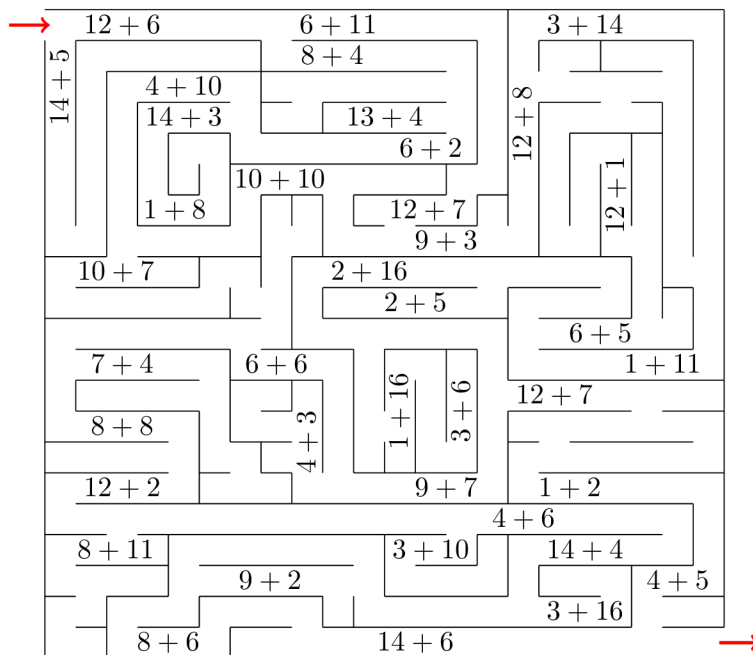 12 + 6
6 + 11
3 + 14
8 + 4
14 + 5
4 + 10
12 + 8
14 + 3
13 + 4
6 + 2
10 + 10
12 + 1
1 + 8
12 + 7
9 + 3
10 + 7
2 + 16
2 + 5
6 + 5
7 + 4
6 + 6
1 + 11
12 + 7
1 + 16
3 + 6
8 + 8
4 + 3
12 + 2
9 + 7
1 + 2
4 + 6
8 + 11
3 + 10
14 + 4
9 + 2
4 + 5
3 + 16
8 + 6
14 + 6